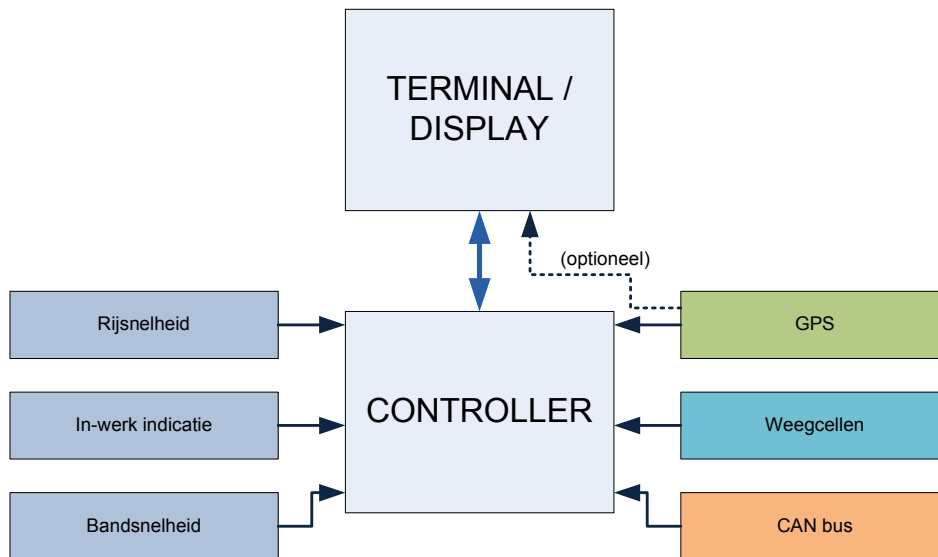 TERMINAL /
DISPLAY
(optioneel)
Rijsnelheid
GPS
In-werk indicatie
CONTROLLER
Weegcellen
Bandsnelheid
CAN bus